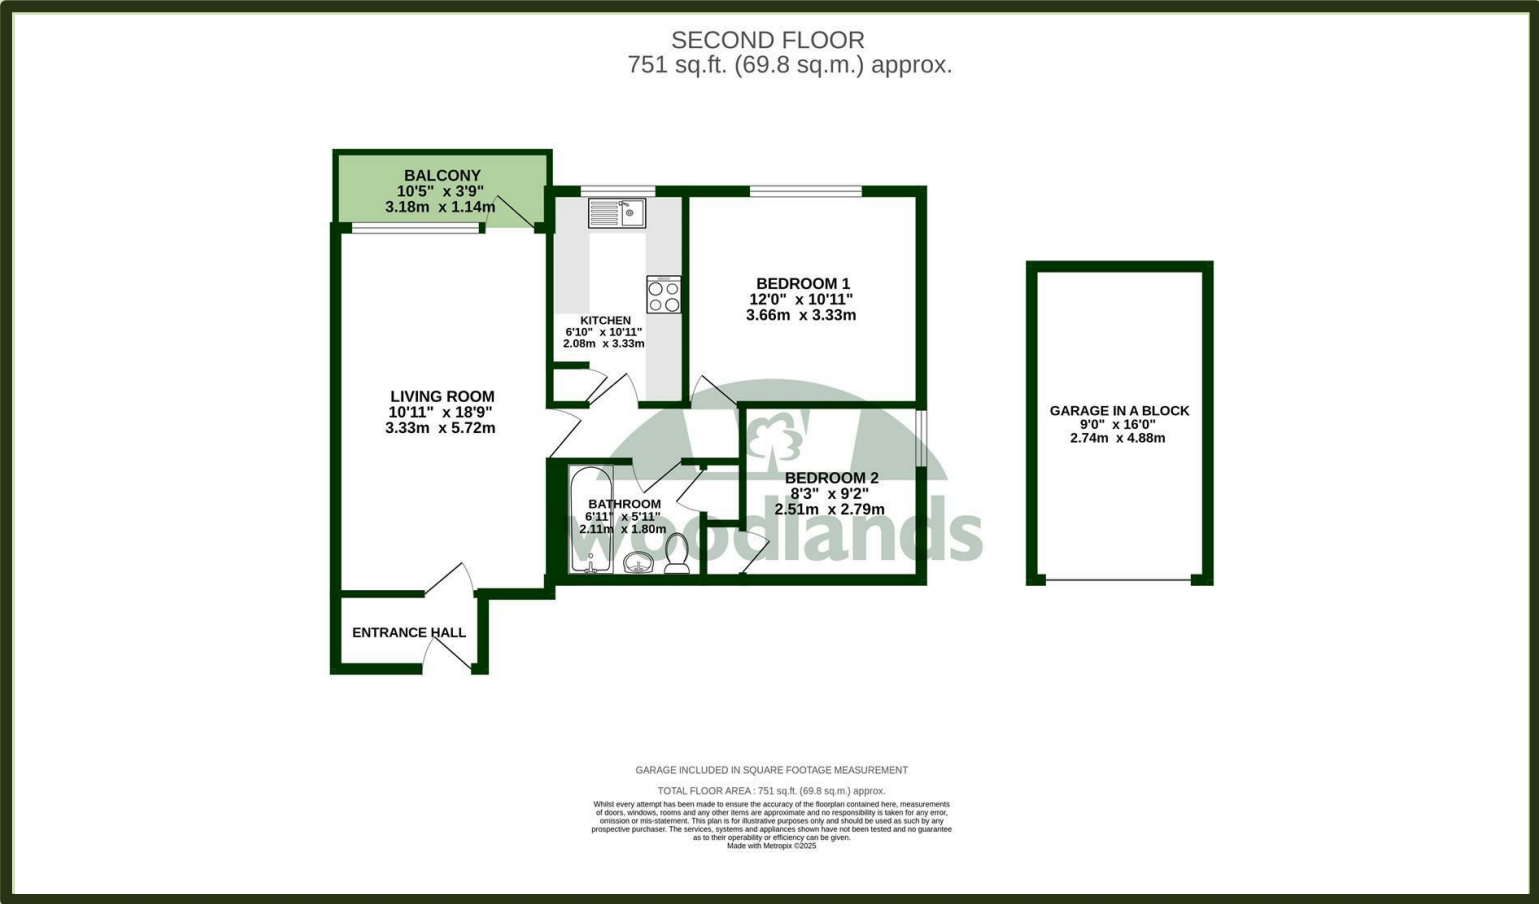 SECOND FLOOR
751 sq.ft. (69.8 sq.m.) approx.
BALCONY
10'5" x 3'9"
3.18m x 1.14m
BEDROOM 1
12'0" x 10'11"
3.66m x 3.33m
KITCHEN
6'10" x 10'11"
2.08m x 3.33m
LIVING ROOM
10'11" x 18'9"
3.33m x 5.72m
GARAGE IN A BLOCK
9'0" x 16'0"
2.74m x 4.88m
BEDROOM 2
8'3" x 9'2"
2.51m x 2.79m
BATHROOM
6'11" x 5'11"
2.11m x 1.80m
woodlands
ENTRANCE HALL
GARAGE INCLUDED IN SQUARE FOOTAGE MEASUREMENT
TOTAL FLOOR AREA : 751 sq.ft. (69.8 sq.m.) approx.
Whilst every attempt has been made to ensure the accuracy of the floorplan contained here, measurements
of doors, windows, rooms and any other items are approximate and no responsibility is taken for any error,
omission or mis-statement. This plan is for illustrative purposes only and should be used as such by any
prospective purchaser. The services, systems and appliances shown have not been tested and no guarantee
as to their operability or efficiency can be given.
Made with Metropix ©2025